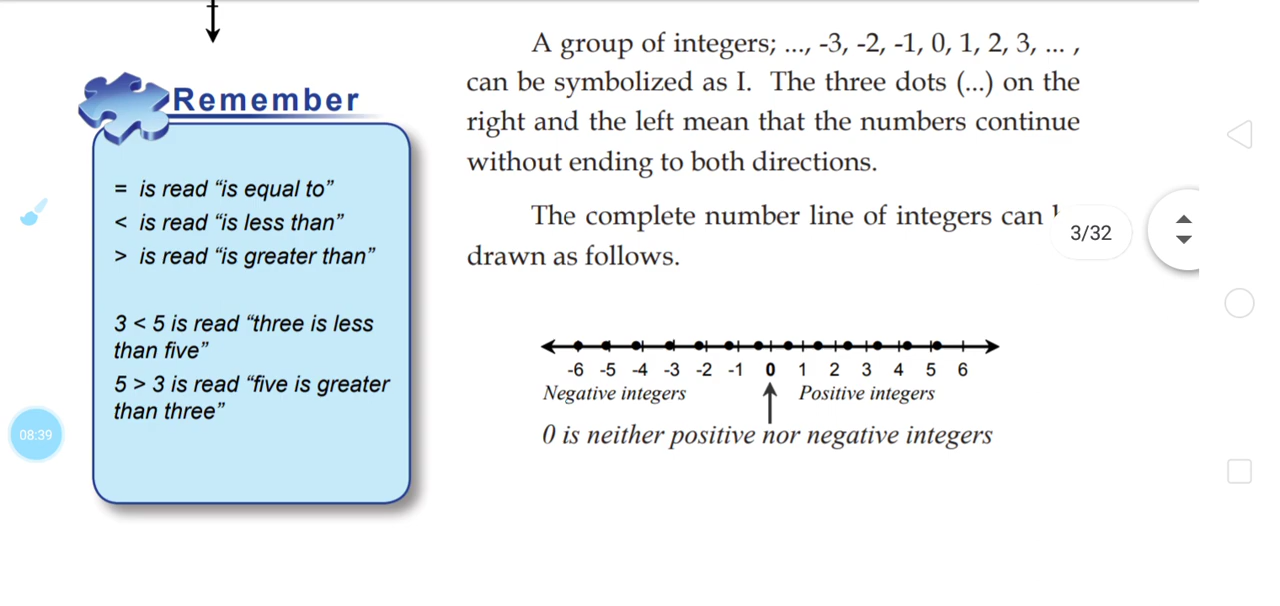 A group of integers; ..., -3, -2, -1, 0, 1, 2, 3, ... ,
can be symbolized as I. The three dots (...) on the
right and the left mean that the numbers continue
without ending to both directions.
The complete number line of integers can
drawn as follows.
3/32
Remember
= is read “is equal to”
< is read “is less than”
> is read “is greater than”
3 < 5 is read “three is less
than five”
5 > 3 is read “five is greater
than three”
08:39
-6 -5 -4 -3 -2 -1 0 1 2 3 4 5 6
Negative integers Positive integers
0 is neither positive nor negative integers